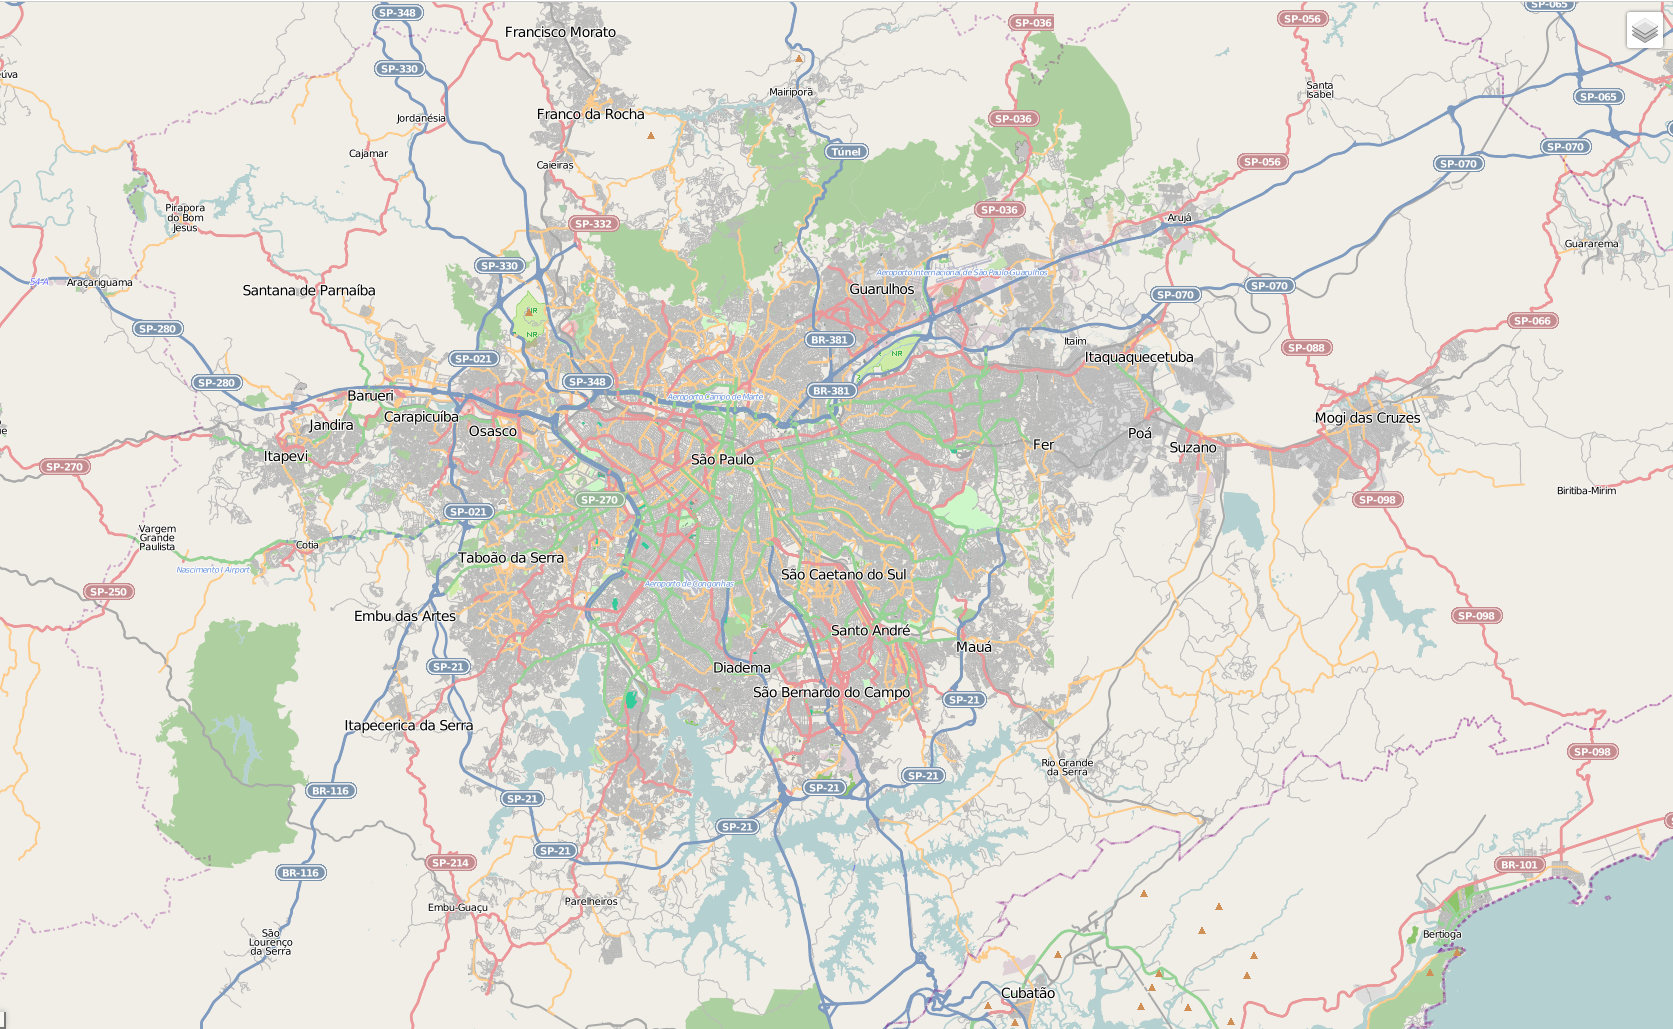 SP-348
Francisco Morato
SP-036
SP-056
SP-065
SP-330
SP-065
Mairiporã
Santa
Isabel
Franco da Rocha
Jordanésia
SP-036
SP-070
Túnel
Cajamar
Caieiras
SP-056
SP-070
Pirapora
do Bom
Jesus
SP-332
SP-036
Arujá
Guararema
SP-330
Aeroporto Internacional de São Paulo-Guarulhos
Araçariguama
Santana de Parnaíba
Guarulhos
SP-070
SP-070
NR
SP-280
NR
BR-381
SP-066
Itaim
SP-088
NR
SP-021
Itaquaquecetuba
SP-280
SP-348
BR-381
Barueri
Aeroporto Campo de Marte
Carapicuíba
Jandira
Osasco
Mogi das Cruzes
Poá
Fer
Suzano
Itapevi
São Paulo
SP-270
SP-270
SP-098
Biritiba-Mirim
SP-021
Vargem
Grande
Paulista
Cotia
Taboão da Serra
Nascimento I Airport
São Caetano do Sul
Aeroporto de Congonhas
SP-250
Embu das Artes
SP-098
Santo André
Mauá
SP-21
Diadema
São Bernardo do Campo
SP-21
Itapecerica da Serra
SP-098
Rio Grande
da Serra
SP-21
SP-21
BR-116
SP-21
SP-21
SP-21
SP-214
BR-101
BR-116
Parelheiros
Embu-Guaçu
São
Lourenço
da Serra
Bertioga
Cubatão